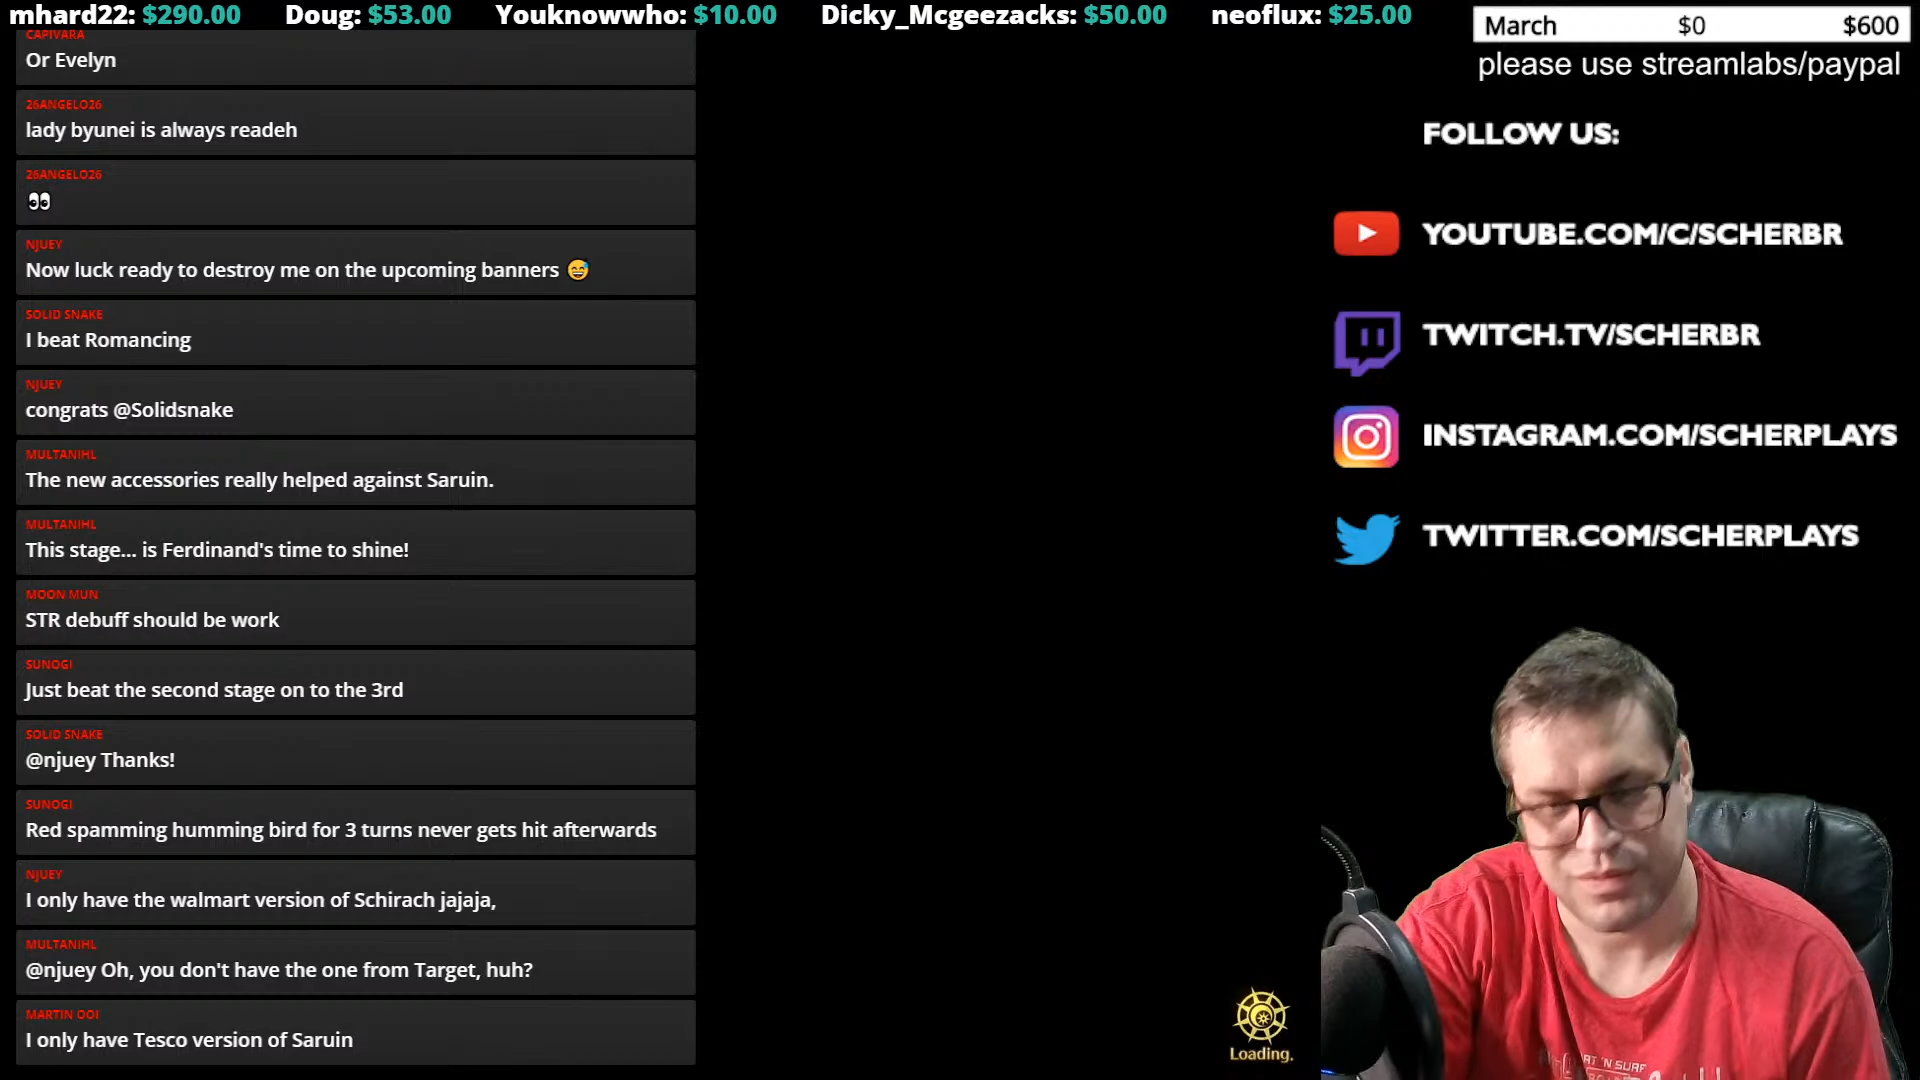 mhard22: $290.00 Doug: $53.00 Youknowwho: $10.00 Dicky_Mcgeezacks: $50.00 neoflux: $25.00
March $0 $600
please use streamlabs/paypal
CAPIVARA
Or Evelyn
26ANGELO26
lady byunei is always readeh
26ANGELO26
👀
NJUEY
Now luck ready to destroy me on the upcoming banners 😅
SOLID SNAKE
I beat Romancing
NJUEY
congrats @Solidsnake
MULTANIHL
The new accessories really helped against Saruin.
MULTANIHL
This stage... is Ferdinand's time to shine!
MOON MUN
STR debuff should be work
SUNOGI
Just beat the second stage on to the 3rd
SOLID SNAKE
@njuey Thanks!
SUNOGI
Red spamming humming bird for 3 turns never gets hit afterwards
NJUEY
I only have the walmart version of Schirach jajaja,
MULTANIHL
@njuey Oh, you don't have the one from Target, huh?
MARTIN OOI
I only have Tesco version of Saruin
FOLLOW US:
YOUTUBE.COM/C/SCHERBR
TWITCH.TV/SCHERBR
INSTAGRAM.COM/SCHERPLAYS
TWITTER.COM/SCHERPLAYS
Loading.
'N SURF